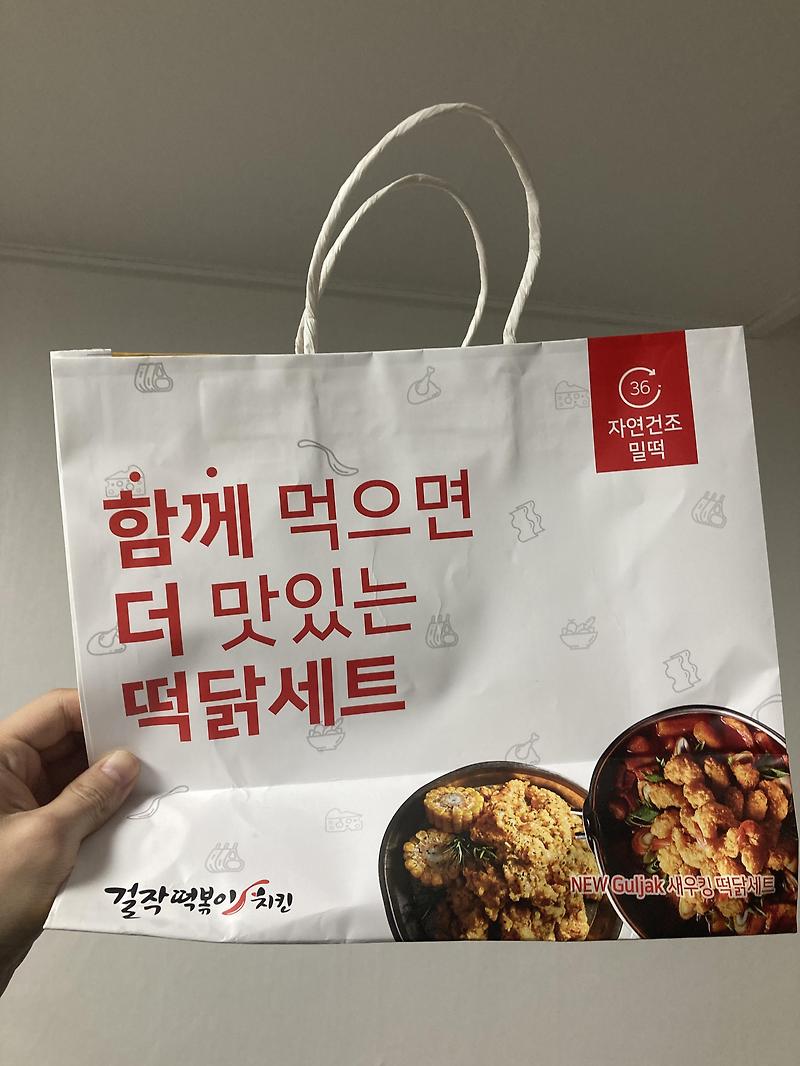 36
자연건조
밀떡
함께 먹으면
더 맛있는
떡닭세트
걸작떡볶이치킨
NEW Guljak 새우킹 떡닭세트